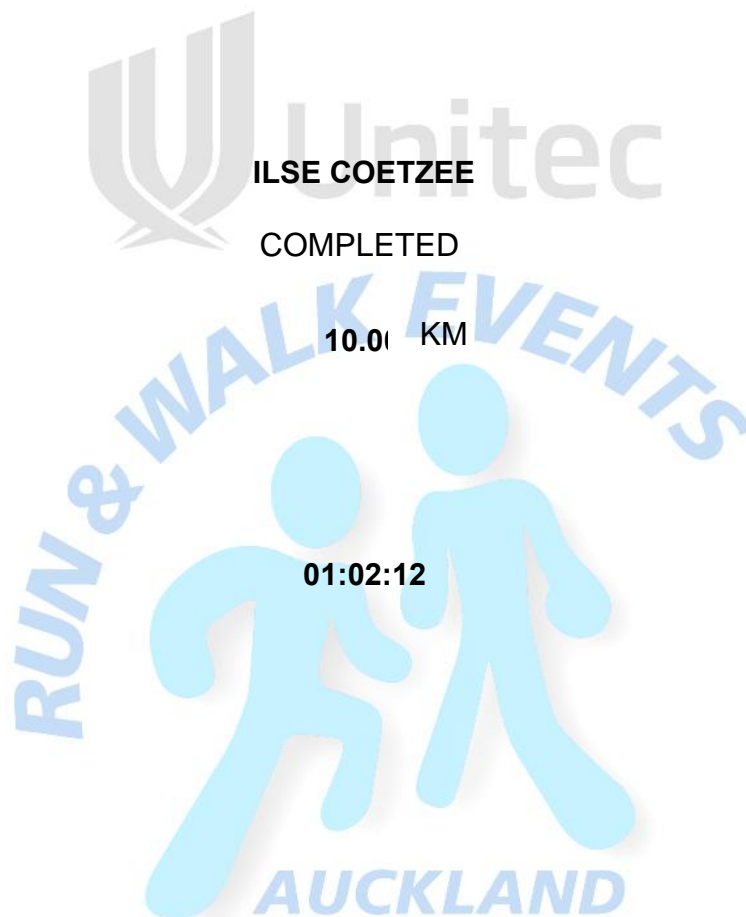 Unitec
ILSE COETZEE
COMPLETED
RUN & WALK EVENTS
10.0 KM
01:02:12
AUCKLAND